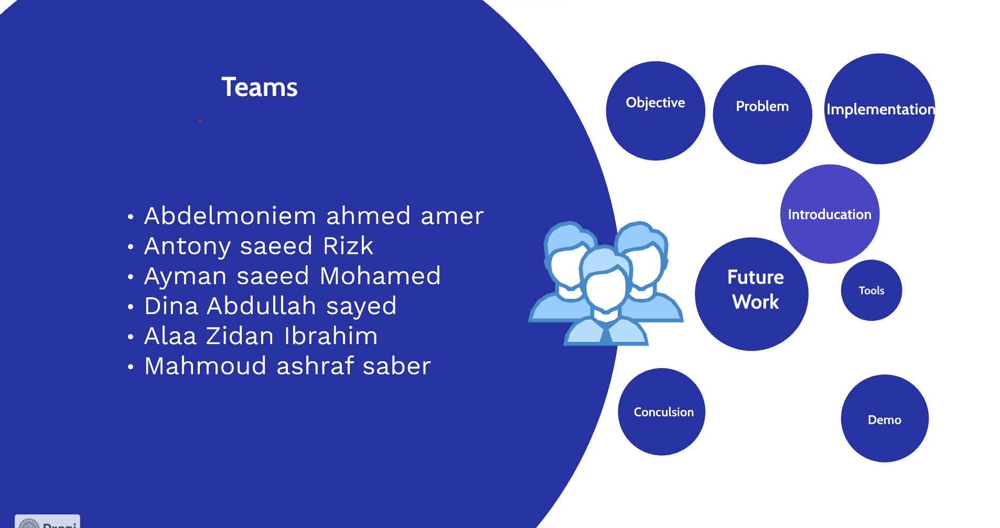 Teams
• Abdelmoniem ahmed amer
• Antony saeed Rizk
• Ayman saeed Mohamed
• Dina Abdullah sayed
• Alaa Zidan Ibrahim
• Mahmoud ashraf saber
Objective
Problem
Implementation
Introducation
Future
Work
Tools
Conculsion
Demo
Prezi